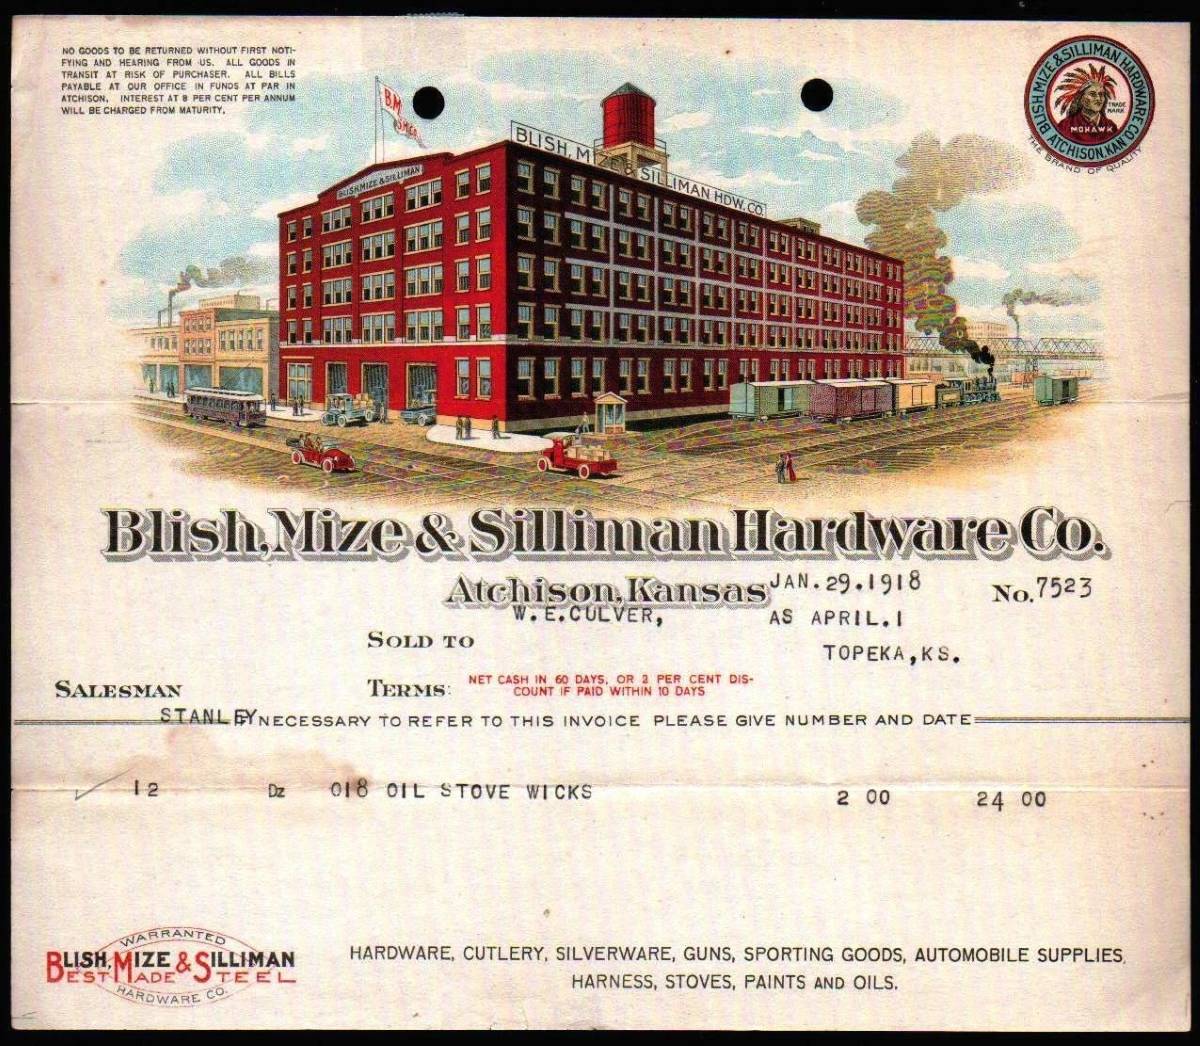 NO GOODS TO BE RETURNED WITHOUT FIRST NOTI-
FYING AND HEARING FROM US. ALL GOODS IN
TRANSIT AT RISK OF PURCHASER. ALL BILLS
PAYABLE AT OUR OFFICE IN FUNDS AT PAR IN
ATCHISON, INTEREST AT 8 PER CENT PER ANNUM
WILL BE CHARGED FROM MATURITY.
BLISH MIZE & SILLIMAN HARDWARE CO.
ATCHISON, KAN
TRADE MARK
MOHAWK
THE BRAND OF QUALITY
BM
SHCO
BLISH, MIZE & SILLIMAN
BLISH, MIZE & SILLIMAN HDW. CO.
Blish, Mize & Silliman Hardware Co.
Atchison, Kansas JAN.29.1918 No. 7523
W.E.CULVER, AS APRIL.1
SOLD TO TOPEKA,KS.
SALESMAN TERMS: NET CASH IN 60 DAYS, OR 2 PER CENT DIS-
COUNT IF PAID WITHIN 10 DAYS
STANLEY IF NECESSARY TO REFER TO THIS INVOICE PLEASE GIVE NUMBER AND DATE
12 Dz 018 OIL STOVE WICKS 2 00 24 00
WARRANTED
BLISH, MIZE & SILLIMAN
BEST MADE STEEL
HARDWARE CO.
HARDWARE, CUTLERY, SILVERWARE, GUNS, SPORTING GOODS, AUTOMOBILE SUPPLIES,
HARNESS, STOVES, PAINTS AND OILS.